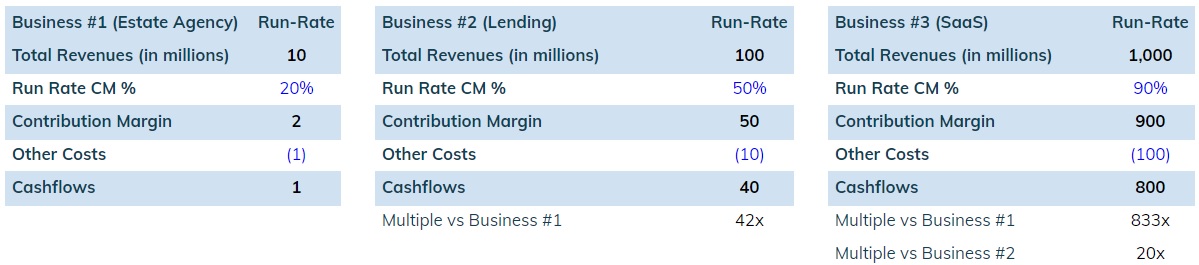 Business #1 (Estate Agency) Run-Rate
Total Revenues (in millions) 10
Run Rate CM % 20%
Contribution Margin 2
Other Costs (1)
Cashflows 1
Business #2 (Lending) Run-Rate
Total Revenues (in millions) 100
Run Rate CM % 50%
Contribution Margin 50
Other Costs (10)
Cashflows 40
Multiple vs Business #1 42x
Business #3 (SaaS) Run-Rate
Total Revenues (in millions) 1,000
Run Rate CM % 90%
Contribution Margin 900
Other Costs (100)
Cashflows 800
Multiple vs Business #1 833x
Multiple vs Business #2 20x